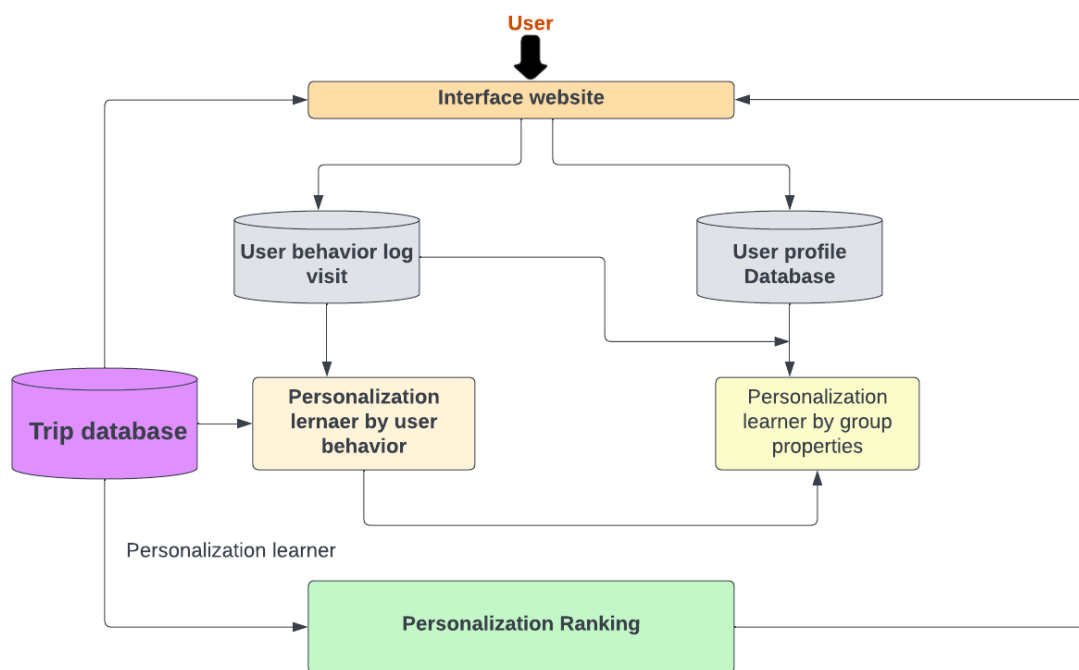 User
Interface website
User behavior log
visit
User profile
Database
Trip database
Personalization
lernaer by user
behavior
Personalization
learner by group
properties
Personalization learner
Personalization Ranking